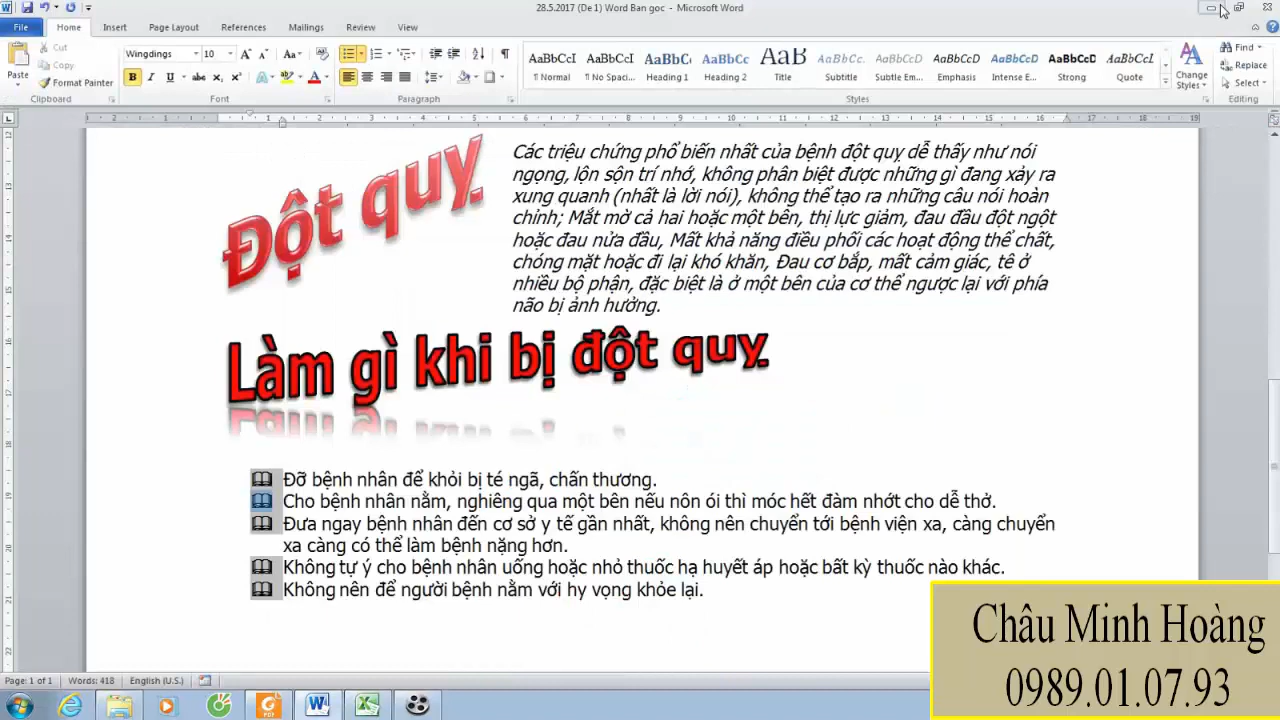 28.5.2017 (De 1) Word Ban goc - Microsoft Word
File Home Insert Page Layout References Mailings Review View
Paste
Cut
Copy
Format Painter
Clipboard
Wingdings 10
Font
Paragraph
AaBbCcI AaBbCcI AaBbC AaBbCc AaB AaBbCc. AaBbCcD AaBbCcD AaBbCcD AaBbCcD AaBbCcD
¶ Normal ¶ No Spaci... Heading 1 Heading 2 Title Subtitle Subtle Em... Emphasis Intense E... Strong Quote
Styles
Change Styles
Find
Replace
Select
Editing
Đột quỵ
Các triệu chứng phổ biến nhất của bệnh đột quỵ dễ thấy như nói
ngọng, lộn sộn trí nhớ, không phân biệt được những gì đang xảy ra
xung quanh (nhất là lời nói), không thể tạo ra những câu nói hoàn
chỉnh; Mắt mờ cả hai hoặc một bên, thị lực giảm, đau đầu đột ngột
hoặc đau nửa đầu, Mất khả năng điều phối các hoạt động thể chất,
chóng mặt hoặc đi lại khó khăn, Đau cơ bắp, mất cảm giác, tê ở
nhiều bộ phận, đặc biệt là ở một bên của cơ thể ngược lại với phía
não bị ảnh hưởng.
Làm gì khi bị đột quỵ
Đỡ bệnh nhân để khỏi bị té ngã, chấn thương.
Cho bệnh nhân nằm, nghiêng qua một bên nếu nôn ói thì móc hết đàm nhớt cho dễ thở.
Đưa ngay bệnh nhân đến cơ sở y tế gần nhất, không nên chuyển tới bệnh viện xa, càng chuyển
xa càng có thể làm bệnh nặng hơn.
Không tự ý cho bệnh nhân uống hoặc nhỏ thuốc hạ huyết áp hoặc bất kỳ thuốc nào khác.
Không nên để người bệnh nằm với hy vọng khỏe lại.
Châu Minh Hoàng
0989.01.07.93
Page: 1 of 1 Words: 418 English (U.S.)